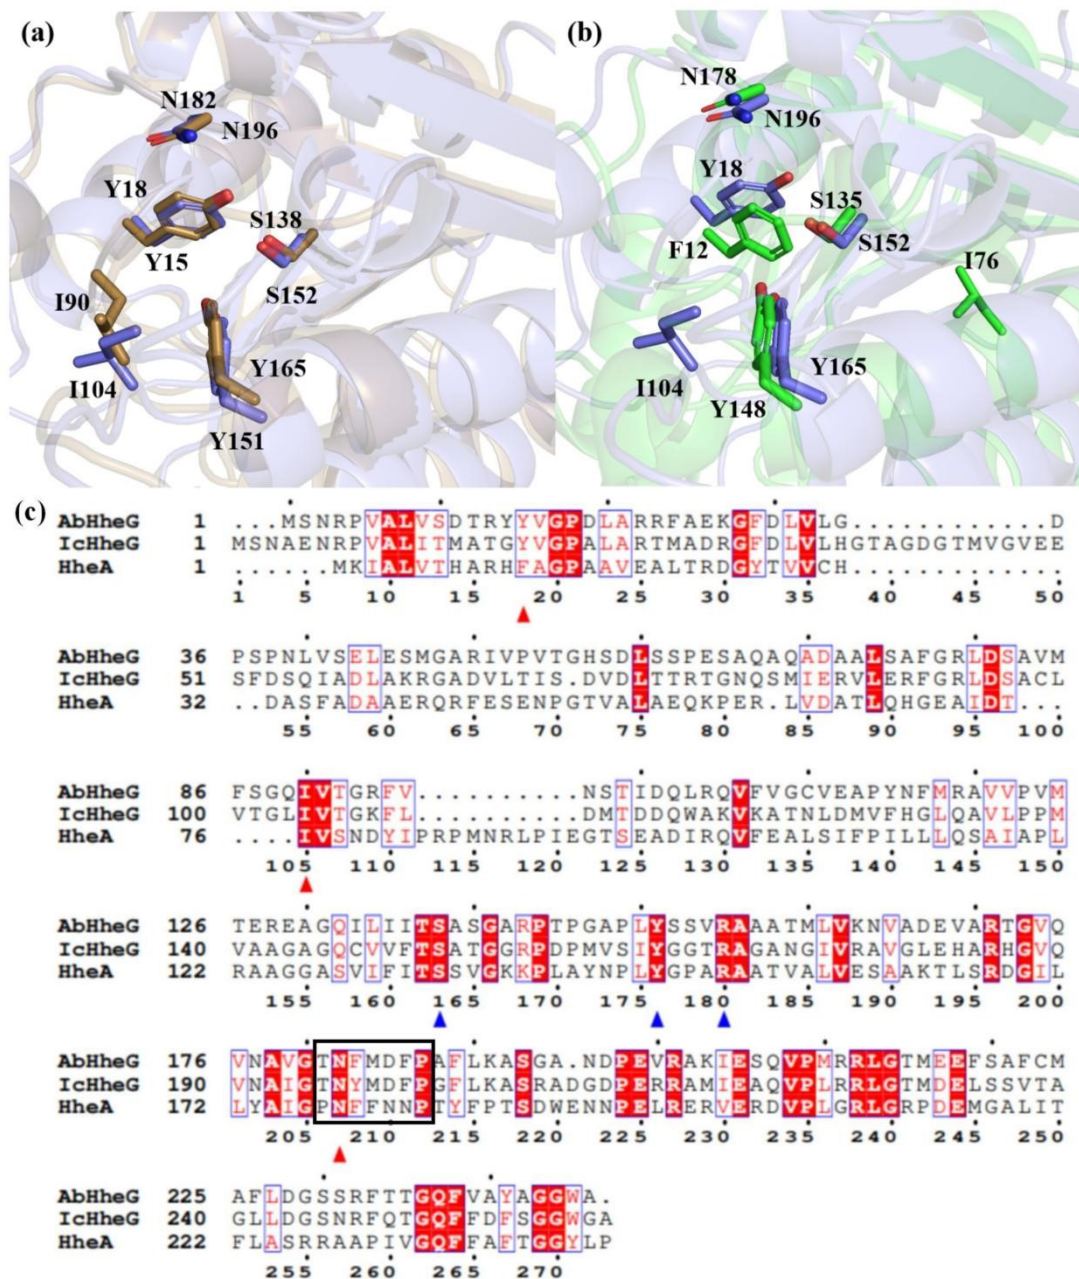 (a)
N182
N196
Y18
Y15
S138
S152
I90
I104
Y165
Y151
(b)
N178
N196
Y18
F12
S135
S152
I76
I104
Y165
Y148
(c)
AbHheG 1 ...MSNRPVALVSDTRYYVGPDLARRFAEKGFDLVLG............D
IcHheG 1 MSNAENRPVALITMATGYVGPALARTMADRGFDLVLHGTAGDGTMVGVEE
HheA 1 ......MKIALVTHARHFAGPAAVEALTRDGYTVVCH.............
1 5 10 15 20 25 30 35 40 45 50
AbHheG 36 PSPNLVSELESMGARIVPVTGHSDLSSPESAQAQADAALSAFGRLDSAVM
IcHheG 51 SFDSQIADLAKRGADVLTIS.DVDLTTRTGNQSMIERVLERFGRLDSACL
HheA 32 ..DASFADAAERQRFESENPGTVALAEQKPER.LVDATLQHGEAIDT...
55 60 65 70 75 80 85 90 95 100
AbHheG 86 FSGQIVTGRFV..........NSTIDQLRQVFVGCVEAPYNFMRAVVPVM
IcHheG 100 VTGLIVTGKFL..........DMTDDQWAKVKATNLDMVFHGLQAVLPPM
HheA 76 ....IVSNDYIPRPMNRLPIEGTSEADIRQVFEALSIFPILLLQSAIAPL
105 110 115 120 125 130 135 140 145 150
AbHheG 126 TEREAGQILIITSASGARPTPGAPLYSSVRAAATMLVKNVADEVARTGVQ
IcHheG 140 VAAGAGQCVVFTSATGGRPDPMVSIYGGTRAGANGIVRAVGLEHARHGVQ
HheA 122 RAAGGASVIFITSSVGKKPLAYNPLYGPARAATVALVESAAKTLSRDGIL
155 160 165 170 175 180 185 190 195 200
AbHheG 176 VNAVGTNFMDFPAFLKASGA.NDPEVRAKIESQVPMRRLGTMEEFSAFCM
IcHheG 190 VNAIGTNYMDFPGFLKASRADGDPERRAMIEAQVPLRRLGTMDELSSVTA
HheA 172 LYAIGPNFFNNPTYFPTSDWENNPELRERVERDVPLGRLGRPDEMGALIT
205 210 215 220 225 230 235 240 245 250
AbHheG 225 AFLDGSSRFTTGQFVAYAGGWA.
IcHheG 240 GLLDGSNRFQTGQFFDFSGGWGA
HheA 222 FLASRRAAPIVGQFFAFTGGYLP
255 260 265 270